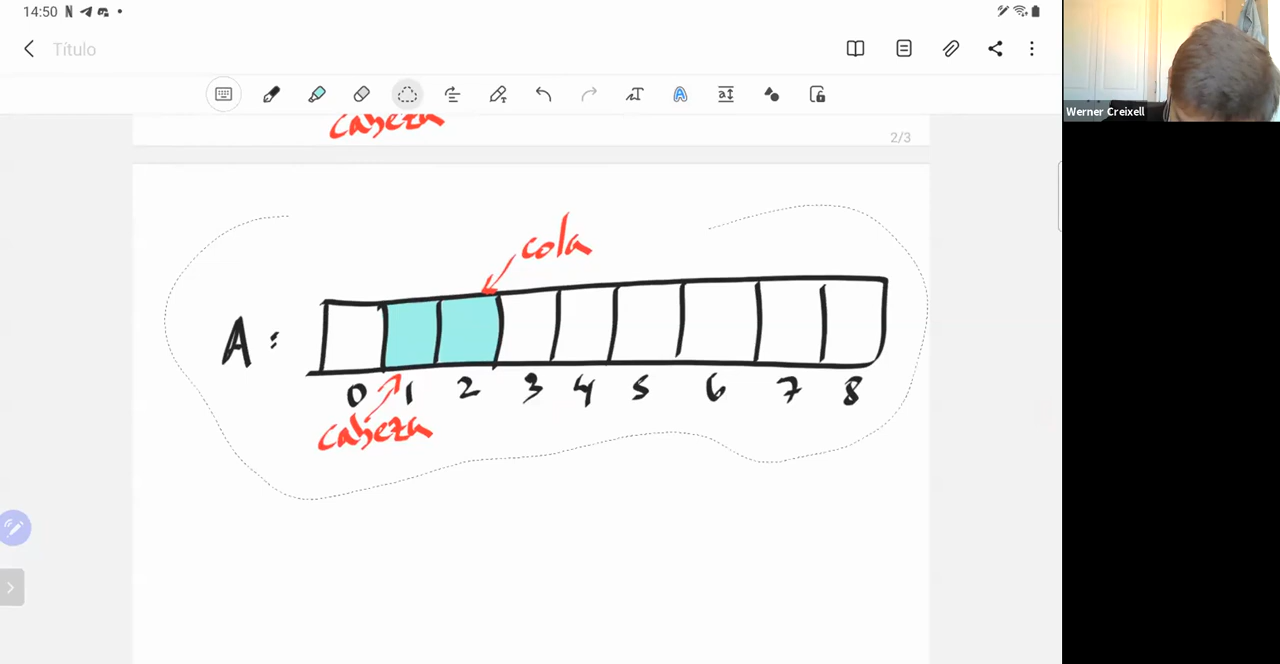 14:50 N
Título
cabeza
2/3
cola
A:
0 1 2 3 4 5 6 7 8
cabeza
Werner Creixell